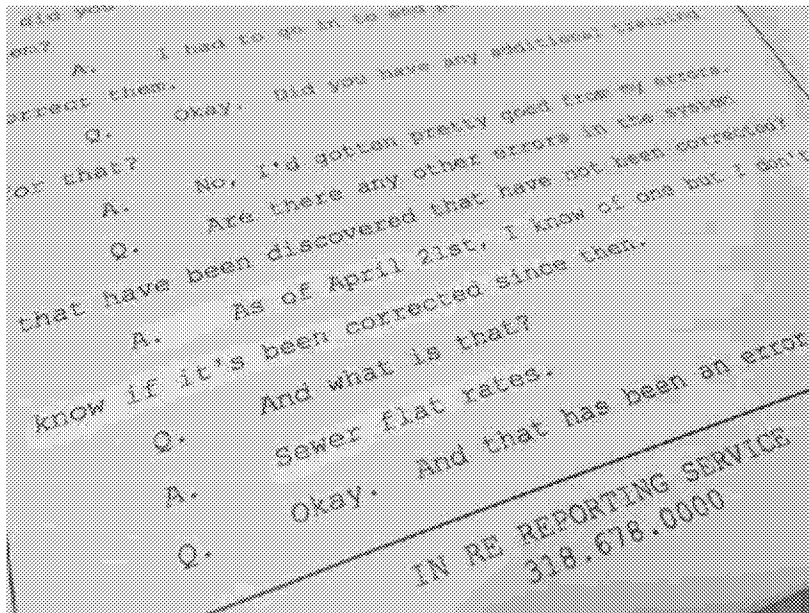 did you
A. I had to go in to and
orrect them.
Q. Okay. Did you have any additional training
for that?
A. No, I'd gotten pretty good from my errors.
Q. Are there any other errors in the system
that have been discovered that have not been corrected?
A. As of April 21st, I know of one but I don't
know if it's been corrected since then.
Q. And what is that?
A. Sewer flat rates.
Q. Okay. And that has been an error
IN RE REPORTING SERVICE
318.678.0000